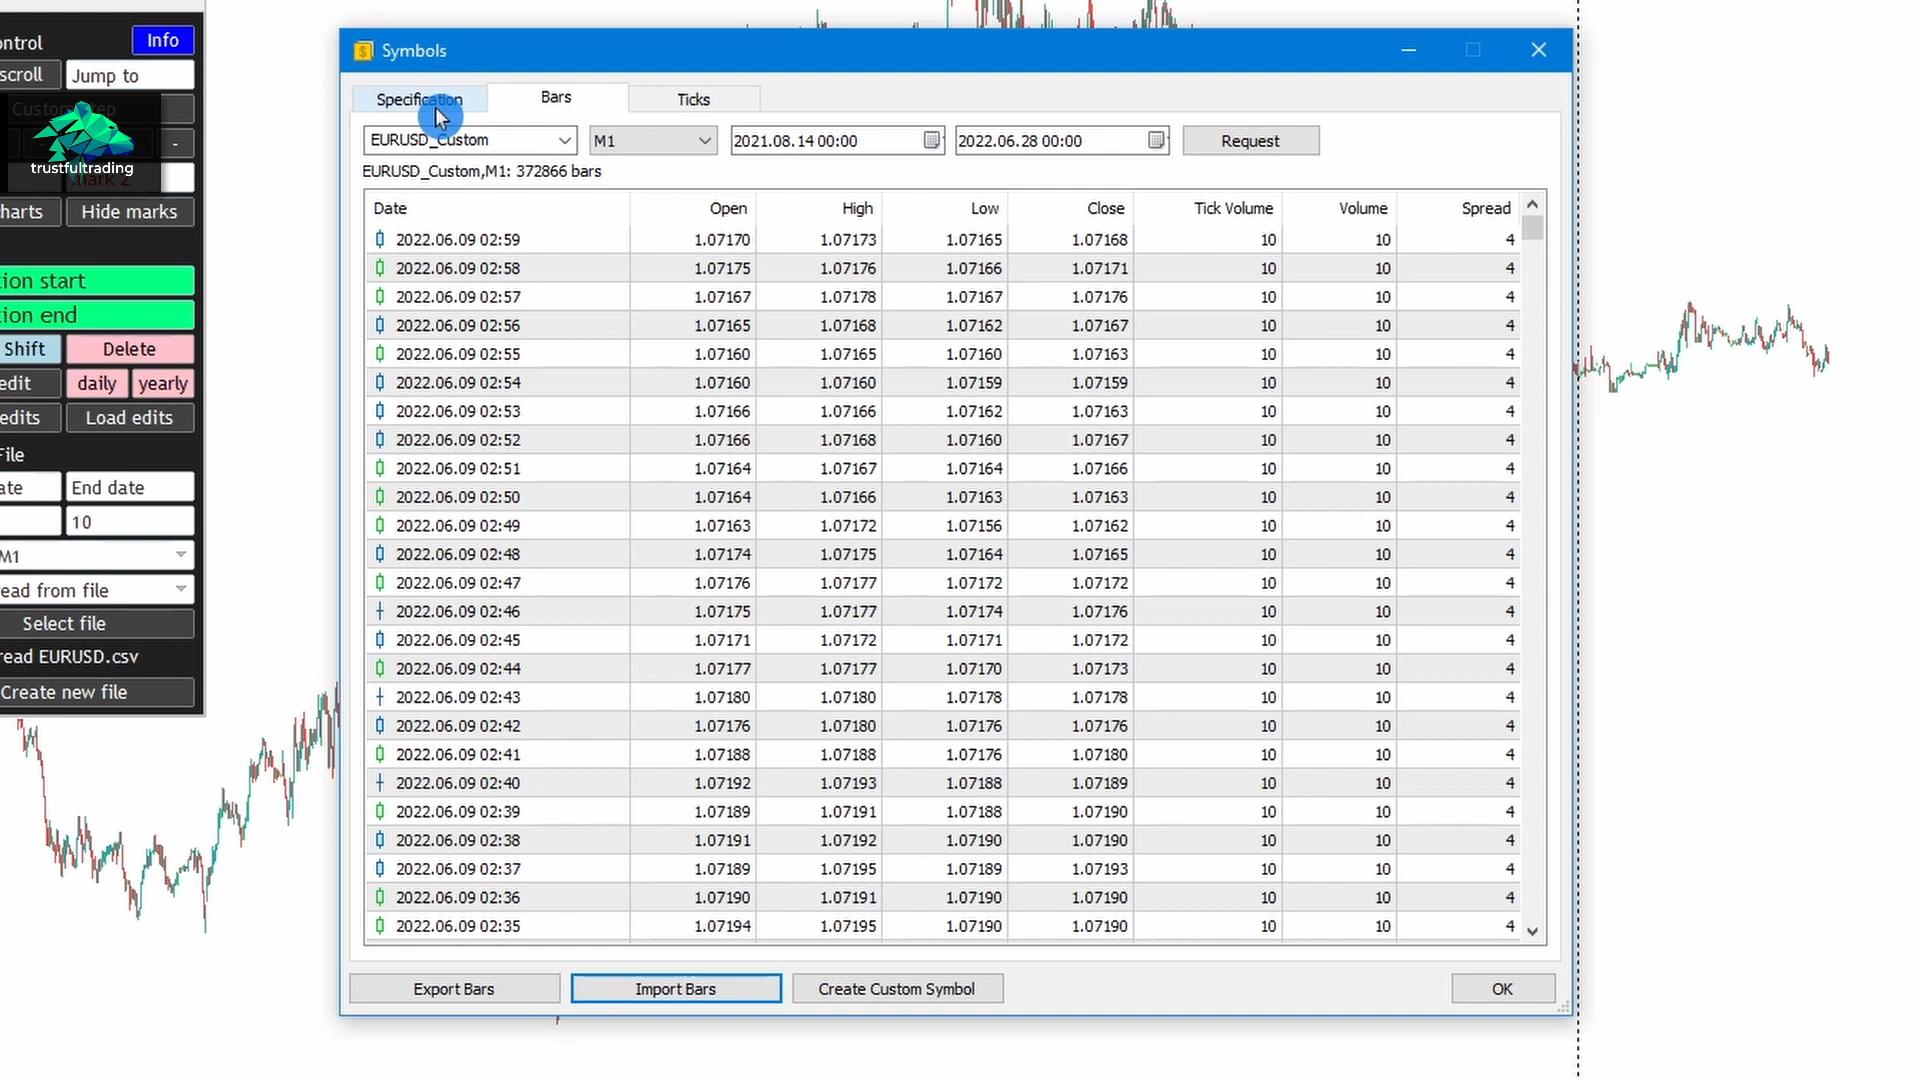 ontrol
Info
scroll
Jump to
Custom step
-
trustfultrading
mark 2
harts
Hide marks
ion start
ion end
Shift
Delete
edit
daily
yearly
edits
Load edits
File
ate
End date
10
M1
ead from file
Select file
read EURUSD.csv
Create new file
Symbols
Specification
Bars
Ticks
EURUSD_Custom
M1
2021.08.14 00:00
2022.06.28 00:00
Request
EURUSD_Custom,M1: 372866 bars
Date Open High Low Close Tick Volume Volume Spread
2022.06.09 02:59 1.07170 1.07173 1.07165 1.07168 10 10 4
2022.06.09 02:58 1.07175 1.07176 1.07166 1.07171 10 10 4
2022.06.09 02:57 1.07167 1.07178 1.07167 1.07176 10 10 4
2022.06.09 02:56 1.07165 1.07168 1.07162 1.07167 10 10 4
2022.06.09 02:55 1.07160 1.07165 1.07160 1.07163 10 10 4
2022.06.09 02:54 1.07160 1.07160 1.07159 1.07159 10 10 4
2022.06.09 02:53 1.07166 1.07166 1.07162 1.07163 10 10 4
2022.06.09 02:52 1.07166 1.07168 1.07160 1.07167 10 10 4
2022.06.09 02:51 1.07164 1.07167 1.07164 1.07166 10 10 4
2022.06.09 02:50 1.07164 1.07166 1.07163 1.07163 10 10 4
2022.06.09 02:49 1.07163 1.07172 1.07156 1.07162 10 10 4
2022.06.09 02:48 1.07174 1.07175 1.07164 1.07165 10 10 4
2022.06.09 02:47 1.07176 1.07177 1.07172 1.07172 10 10 4
2022.06.09 02:46 1.07175 1.07177 1.07174 1.07176 10 10 4
2022.06.09 02:45 1.07171 1.07172 1.07171 1.07172 10 10 4
2022.06.09 02:44 1.07177 1.07177 1.07170 1.07173 10 10 4
2022.06.09 02:43 1.07180 1.07180 1.07178 1.07178 10 10 4
2022.06.09 02:42 1.07176 1.07180 1.07176 1.07176 10 10 4
2022.06.09 02:41 1.07188 1.07188 1.07176 1.07180 10 10 4
2022.06.09 02:40 1.07192 1.07193 1.07188 1.07189 10 10 4
2022.06.09 02:39 1.07189 1.07191 1.07188 1.07190 10 10 4
2022.06.09 02:38 1.07191 1.07192 1.07190 1.07190 10 10 4
2022.06.09 02:37 1.07189 1.07195 1.07189 1.07193 10 10 4
2022.06.09 02:36 1.07190 1.07191 1.07190 1.07190 10 10 4
2022.06.09 02:35 1.07194 1.07195 1.07190 1.07190 10 10 4
Export Bars
Import Bars
Create Custom Symbol
OK